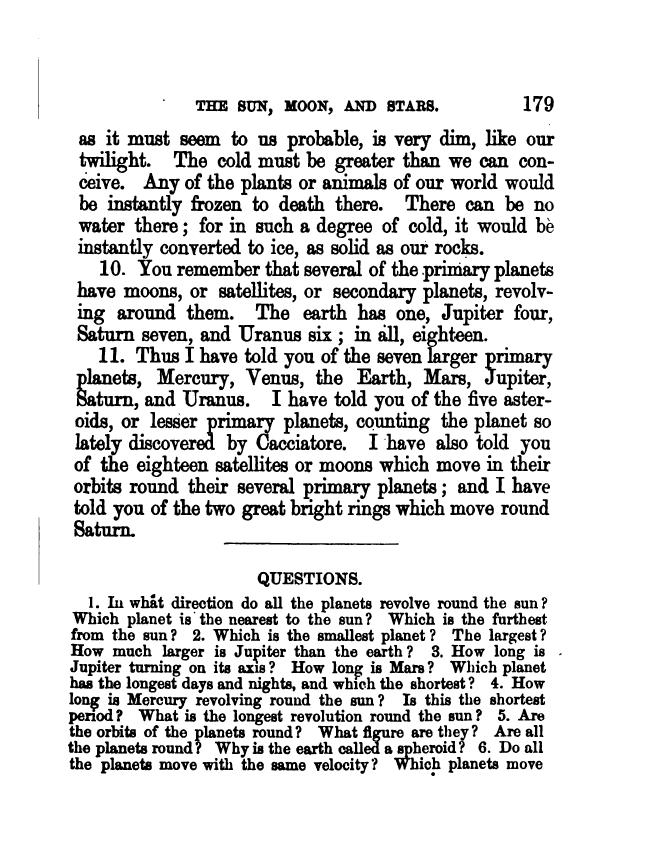 THE SUN, MOON, AND STARS. 179
as it must seem to us probable, is very dim, like our
twilight. The cold must be greater than we can con-
ceive. Any of the plants or animals of our world would
be instantly frozen to death there. There can be no
water there; for in such a degree of cold, it would be
instantly converted to ice, as solid as our rocks.
10. You remember that several of the primary planets
have moons, or satellites, or secondary planets, revolv-
ing around them. The earth has one, Jupiter four,
Saturn seven, and Uranus six; in all, eighteen.
11. Thus I have told you of the seven larger primary
planets, Mercury, Venus, the Earth, Mars, Jupiter,
Saturn, and Uranus. I have told you of the five aster-
oids, or lesser primary planets, counting the planet so
lately discovered by Cacciatore. I have also told you
of the eighteen satellites or moons which move in their
orbits round their several primary planets; and I have
told you of the two great bright rings which move round
Saturn.
QUESTIONS.
1. In what direction do all the planets revolve round the sun?
Which planet is the nearest to the sun? Which is the furthest
from the sun? 2. Which is the smallest planet? The largest?
How much larger is Jupiter than the earth? 3. How long is
Jupiter turning on its axis? How long is Mars? Which planet
has the longest days and nights, and which the shortest? 4. How
long is Mercury revolving round the sun? Is this the shortest
period? What is the longest revolution round the sun? 5. Are
the orbits of the planets round? What figure are they? Are all
the planets round? Why is the earth called a spheroid? 6. Do all
the planets move with the same velocity? Which planets move